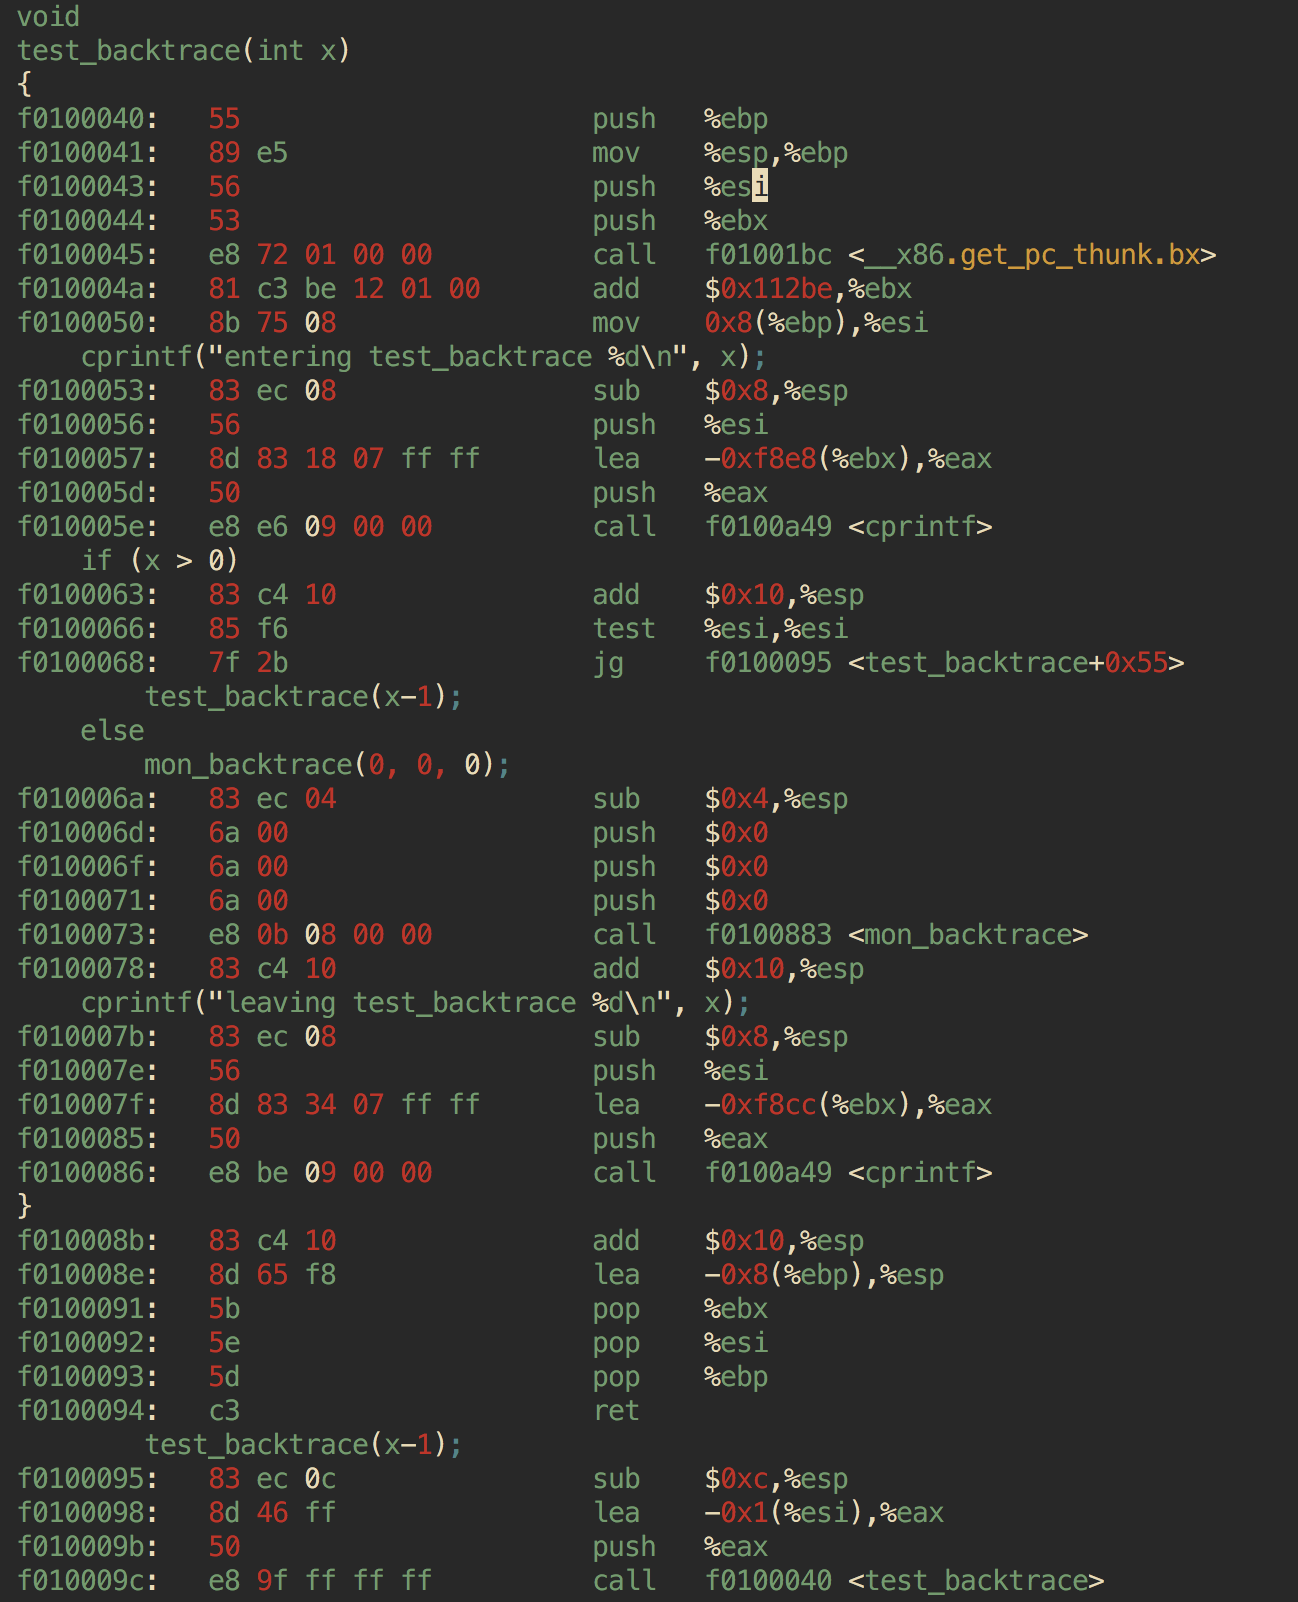 void
test_backtrace(int x)
{
f0100040:   55                      push   %ebp
f0100041:   89 e5                   mov    %esp,%ebp
f0100043:   56                      push   %esi
f0100044:   53                      push   %ebx
f0100045:   e8 72 01 00 00          call   f01001bc <__x86.get_pc_thunk.bx>
f010004a:   81 c3 be 12 01 00       add    $0x112be,%ebx
f0100050:   8b 75 08                mov    0x8(%ebp),%esi
    cprintf("entering test_backtrace %d\n", x);
f0100053:   83 ec 08                sub    $0x8,%esp
f0100056:   56                      push   %esi
f0100057:   8d 83 18 07 ff ff       lea    -0xf8e8(%ebx),%eax
f010005d:   50                      push   %eax
f010005e:   e8 e6 09 00 00          call   f0100a49 <cprintf>
    if (x > 0)
f0100063:   83 c4 10                add    $0x10,%esp
f0100066:   85 f6                   test   %esi,%esi
f0100068:   7f 2b                   jg     f0100095 <test_backtrace+0x55>
        test_backtrace(x-1);
    else
        mon_backtrace(0, 0, 0);
f010006a:   83 ec 04                sub    $0x4,%esp
f010006d:   6a 00                   push   $0x0
f010006f:   6a 00                   push   $0x0
f0100071:   6a 00                   push   $0x0
f0100073:   e8 0b 08 00 00          call   f0100883 <mon_backtrace>
f0100078:   83 c4 10                add    $0x10,%esp
    cprintf("leaving test_backtrace %d\n", x);
f010007b:   83 ec 08                sub    $0x8,%esp
f010007e:   56                      push   %esi
f010007f:   8d 83 34 07 ff ff       lea    -0xf8cc(%ebx),%eax
f0100085:   50                      push   %eax
f0100086:   e8 be 09 00 00          call   f0100a49 <cprintf>
}
f010008b:   83 c4 10                add    $0x10,%esp
f010008e:   8d 65 f8                lea    -0x8(%ebp),%esp
f0100091:   5b                      pop    %ebx
f0100092:   5e                      pop    %esi
f0100093:   5d                      pop    %ebp
f0100094:   c3                      ret
        test_backtrace(x-1);
f0100095:   83 ec 0c                sub    $0xc,%esp
f0100098:   8d 46 ff                lea    -0x1(%esi),%eax
f010009b:   50                      push   %eax
f010009c:   e8 9f ff ff ff          call   f0100040 <test_backtrace>